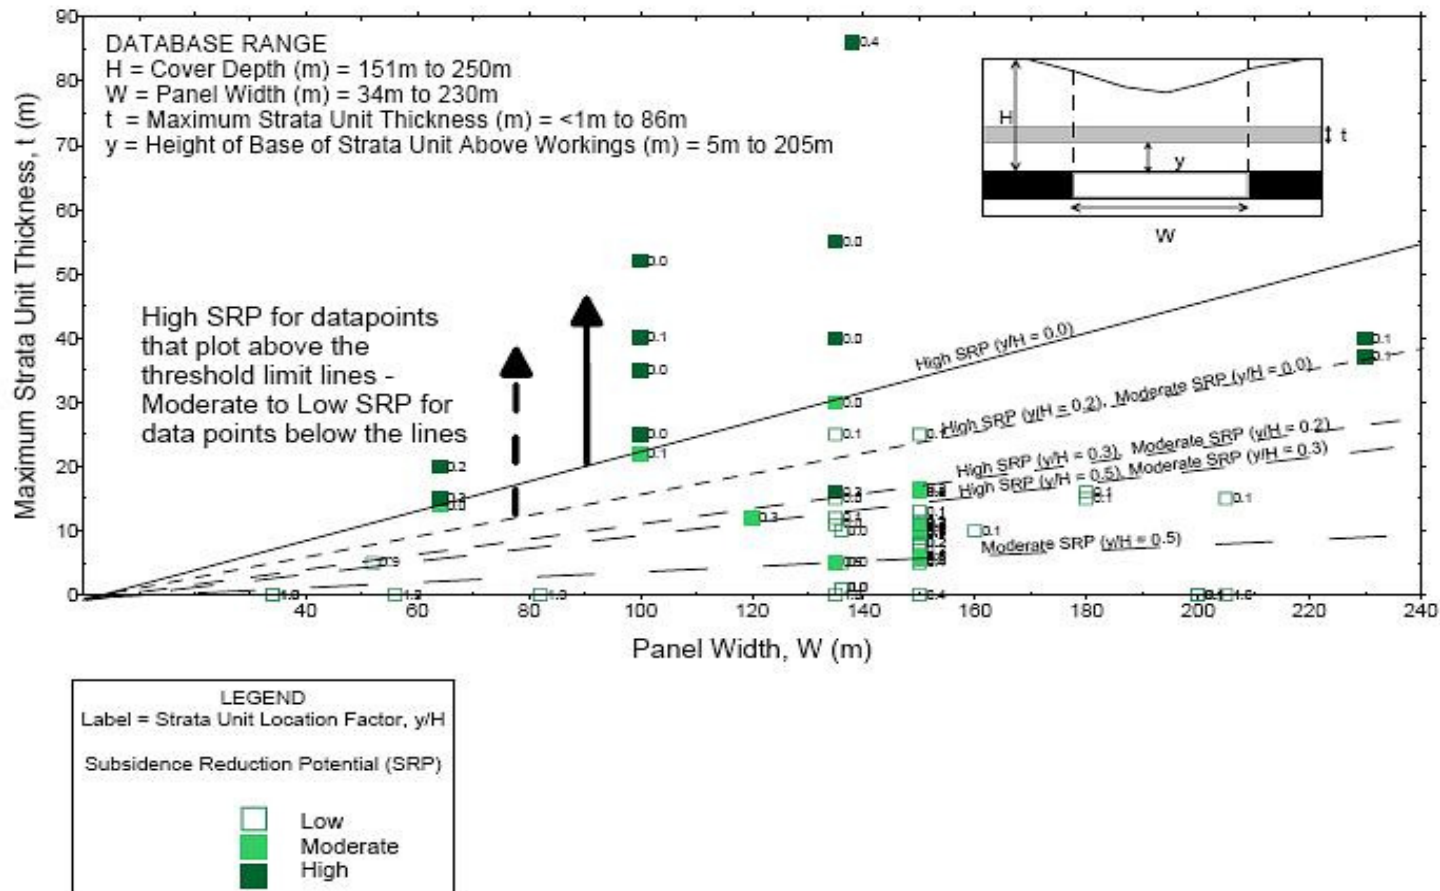 90
80
70
60
50
40
30
20
10
0
Maximum Strata Unit Thickness, t (m)
DATABASE RANGE
H = Cover Depth (m) = 151m to 250m
W = Panel Width (m) = 34m to 230m
t = Maximum Strata Unit Thickness (m) = <1m to 86m
y = Height of Base of Strata Unit Above Workings (m) = 5m to 205m
0.4
H
t
y
W
0.0
0.0
High SRP for datapoints
that plot above the
threshold limit lines -
Moderate to Low SRP for
data points below the lines
0.1
0.0
0.1
0.0
0.0
0.0
0.1
0.1
0.2
0.1
0.3
0.1
0.0
0.1
0.1
0.1
High SRP (y/H = 0.0)
High SRP (y/H = 0.2), Moderate SRP (y/H = 0.0)
High SRP (y/H = 0.3), Moderate SRP (y/H = 0.2)
High SRP (y/H = 0.5), Moderate SRP (y/H = 0.3)
Moderate SRP (y/H = 0.5)
40 60 80 100 120 140 160 180 200 220 240
Panel Width, W (m)
LEGEND
Label = Strata Unit Location Factor, y/H
Subsidence Reduction Potential (SRP)
Low
Moderate
High